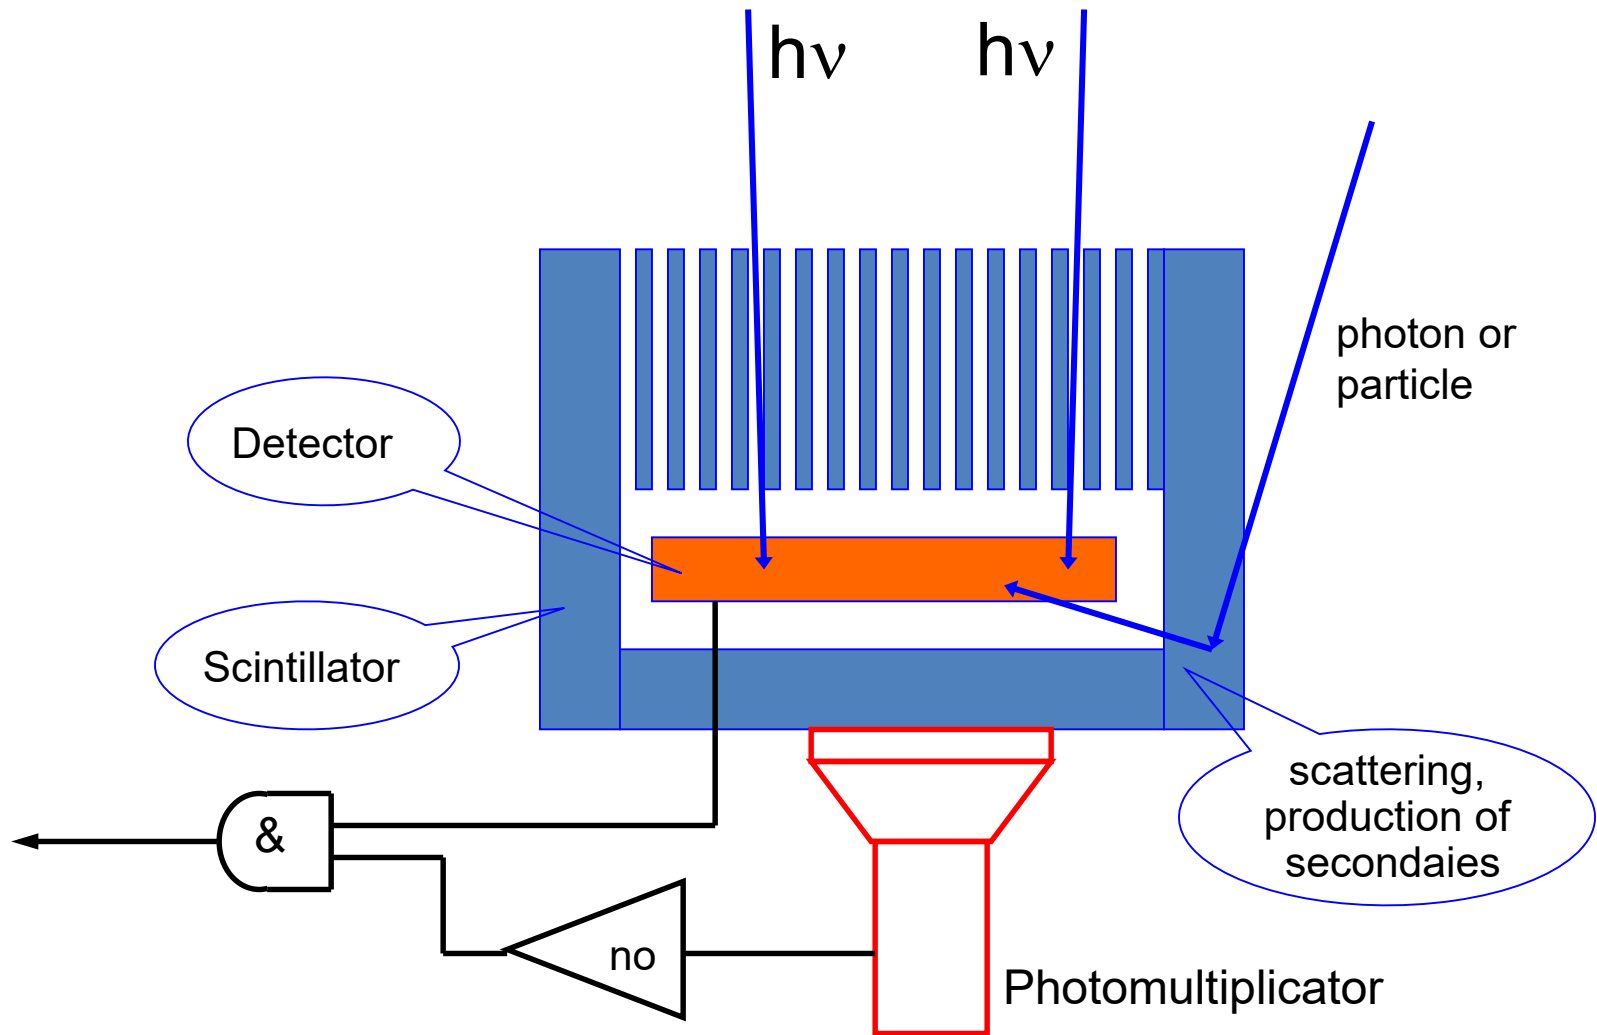 hν
hν
photon or
particle
Detector
Scintillator
scattering,
production of
secondaies
&
no
Photomultiplicator